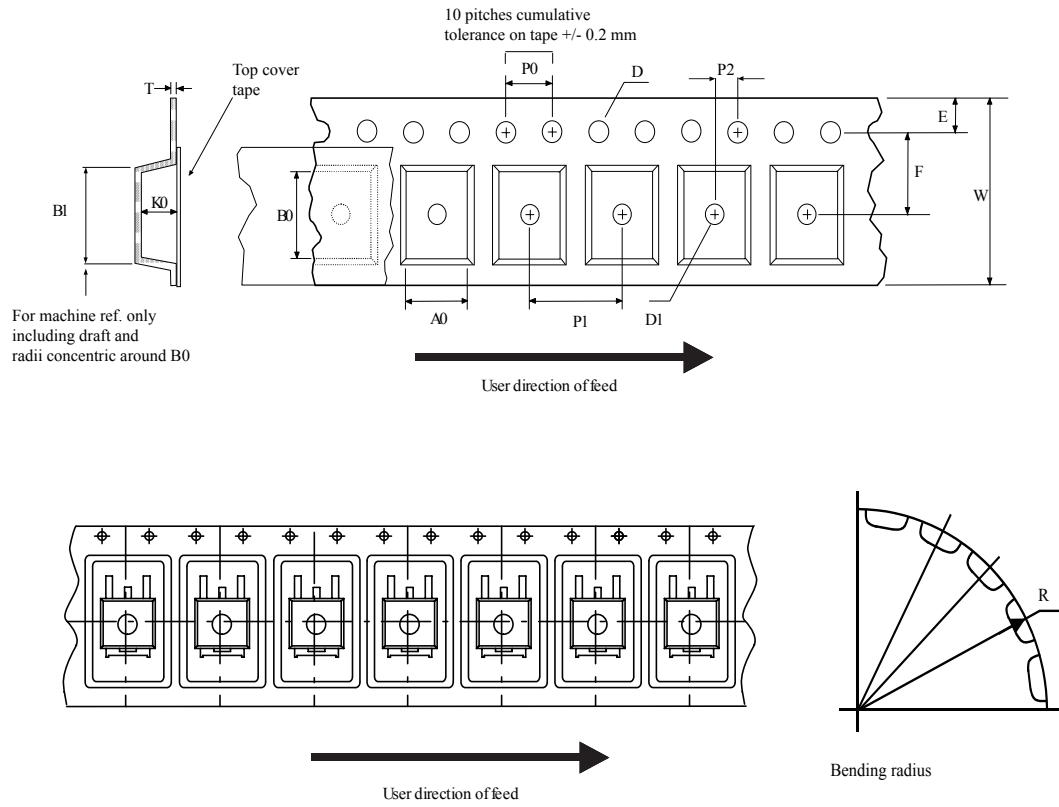 10 pitches cumulative
tolerance on tape +/- 0.2 mm
T
Top cover
tape
P0
D
P2
E
F
W
B1
K0
B0
For machine ref. only
including draft and
radii concentric around B0
A0
P1
D1
User direction of feed
R
Bending radius
User direction of feed